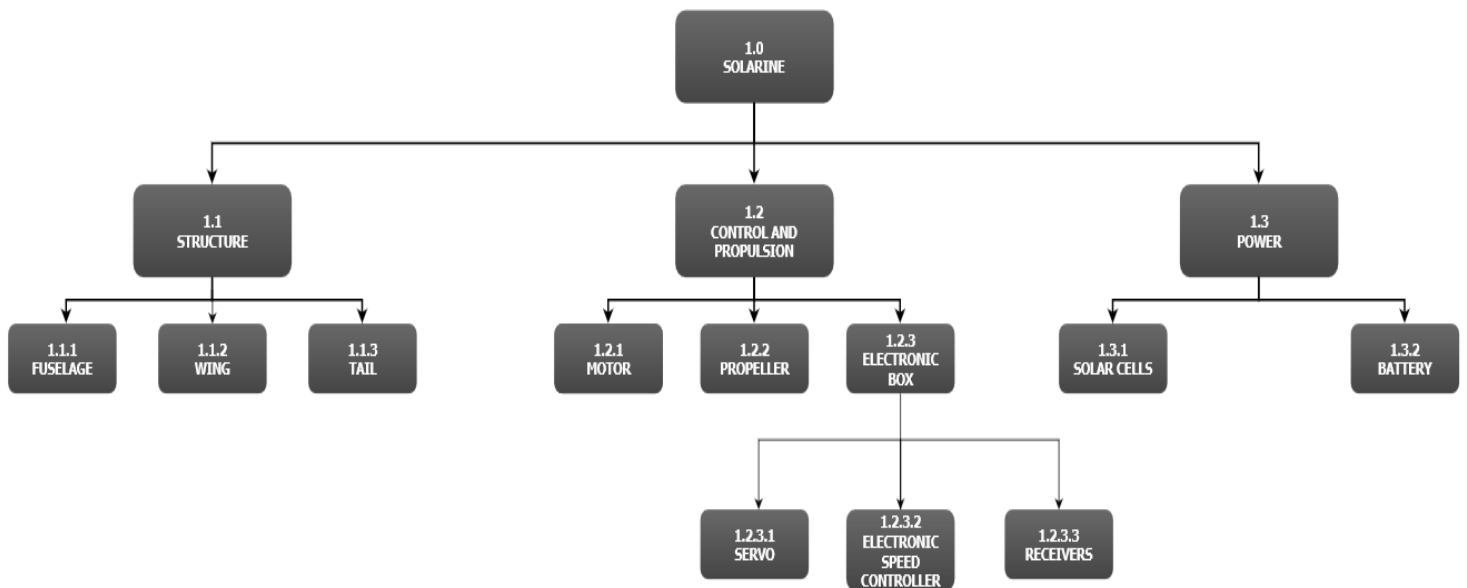 1.0
SOLARINE
1.1
STRUCTURE
1.2
CONTROL AND
PROPULSION
1.3
POWER
1.1.1
FUSELAGE
1.1.2
WING
1.1.3
TAIL
1.2.1
MOTOR
1.2.2
PROPELLER
1.2.3
ELECTRONIC
BOX
1.3.1
SOLAR CELLS
1.3.2
BATTERY
1.2.3.1
SERVO
1.2.3.2
ELECTRONIC
SPEED
CONTROLLER
1.2.3.3
RECEIVERS